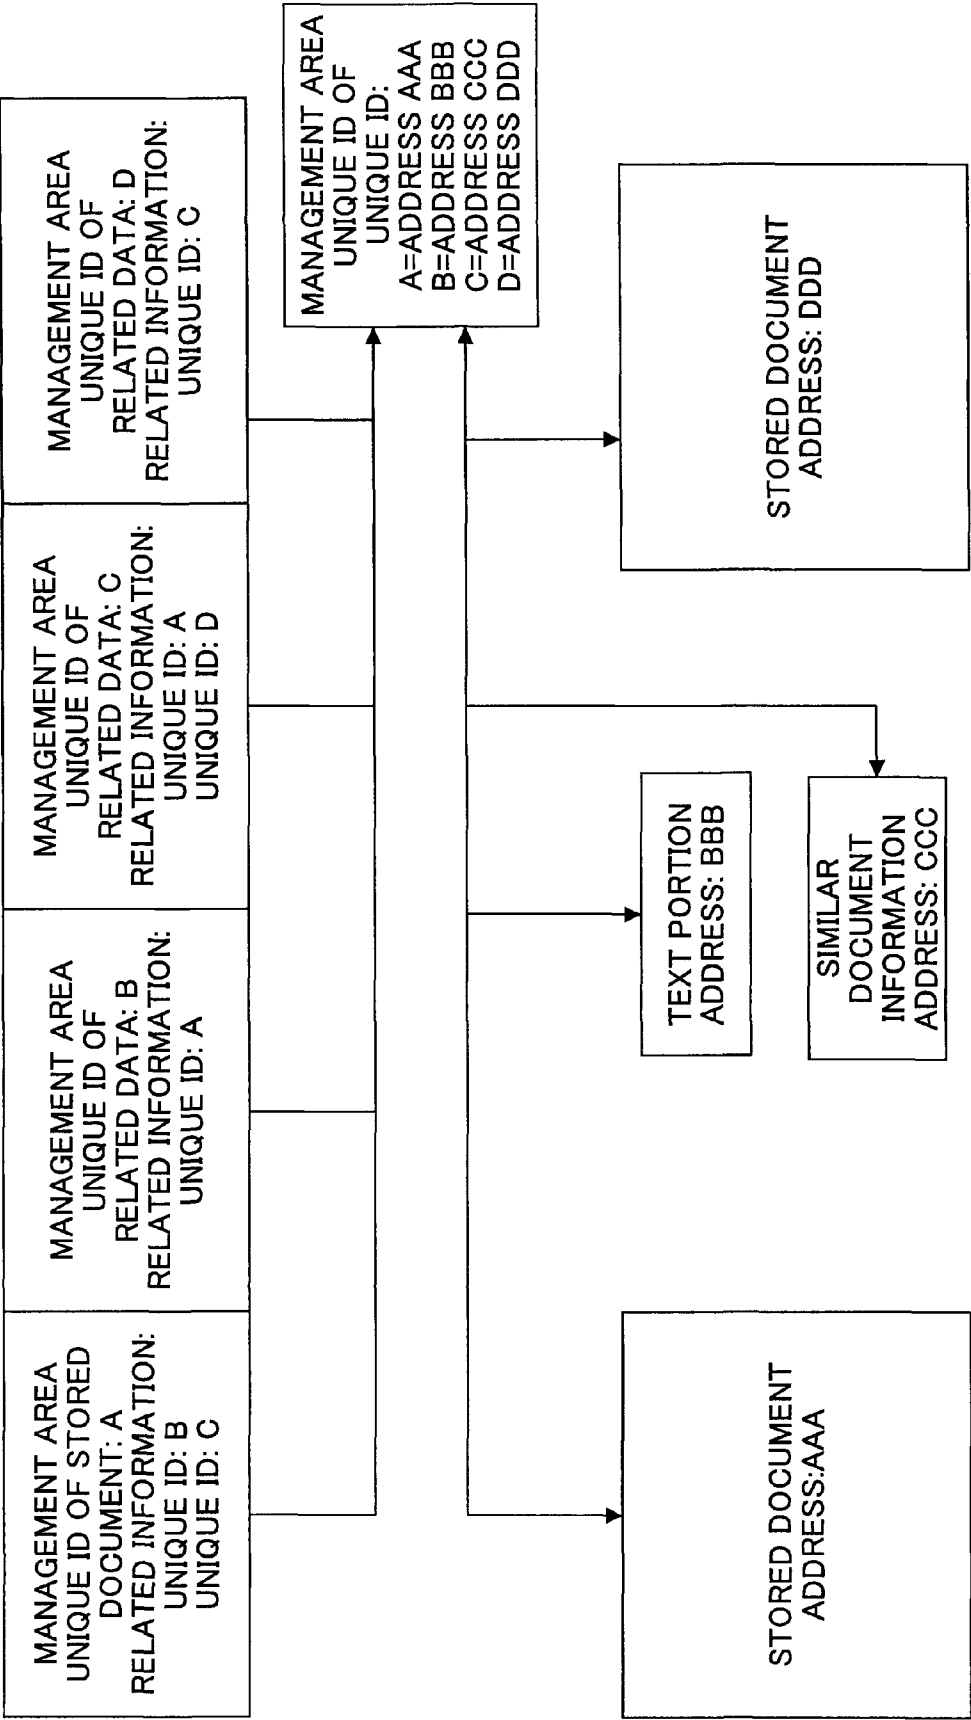 MANAGEMENT AREA
UNIQUE ID OF STORED
DOCUMENT: A
RELATED INFORMATION:
UNIQUE ID: B
UNIQUE ID: C
MANAGEMENT AREA
UNIQUE ID OF
RELATED DATA: B
RELATED INFORMATION:
UNIQUE ID: A
MANAGEMENT AREA
UNIQUE ID OF
RELATED DATA: C
RELATED INFORMATION:
UNIQUE ID: A
UNIQUE ID: D
MANAGEMENT AREA
UNIQUE ID OF
RELATED DATA: D
RELATED INFORMATION:
UNIQUE ID: C
MANAGEMENT AREA
UNIQUE ID OF
UNIQUE ID:
A=ADDRESS AAA
B=ADDRESS BBB
C=ADDRESS CCC
D=ADDRESS DDD
STORED DOCUMENT
ADDRESS:AAA
TEXT PORTION
ADDRESS: BBB
SIMILAR
DOCUMENT
INFORMATION
ADDRESS: CCC
STORED DOCUMENT
ADDRESS: DDD